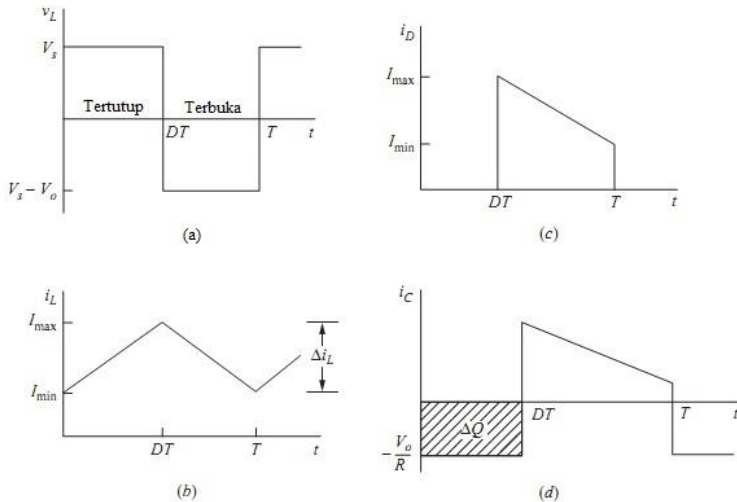 v_L
V_s
Tertutup
Terbuka
DT
T
t
V_s − V_o
(a)
i_D
I_max
I_min
DT
T
t
(c)
i_L
I_max
Δi_L
I_min
DT
T
t
(b)
i_C
DT
T
t
ΔQ
−V_o/R
(d)